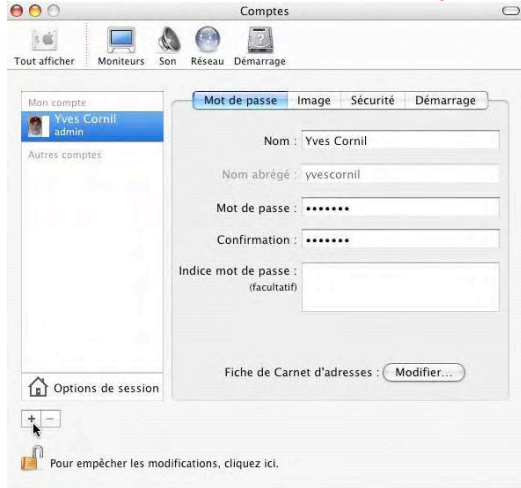 Comptes
Tout afficher Moniteurs Son Réseau Démarrage
Mot de passe Image Sécurité Démarrage
Mon compte
Yves Cornil
admin
Autres comptes
Nom : Yves Cornil
Nom abrégé : yvescornil
Mot de passe : •••••••
Confirmation : •••••••
Indice mot de passe :
(facultatif)
Fiche de Carnet d'adresses : Modifier...
Options de session
+ −
Pour empêcher les modifications, cliquez ici.